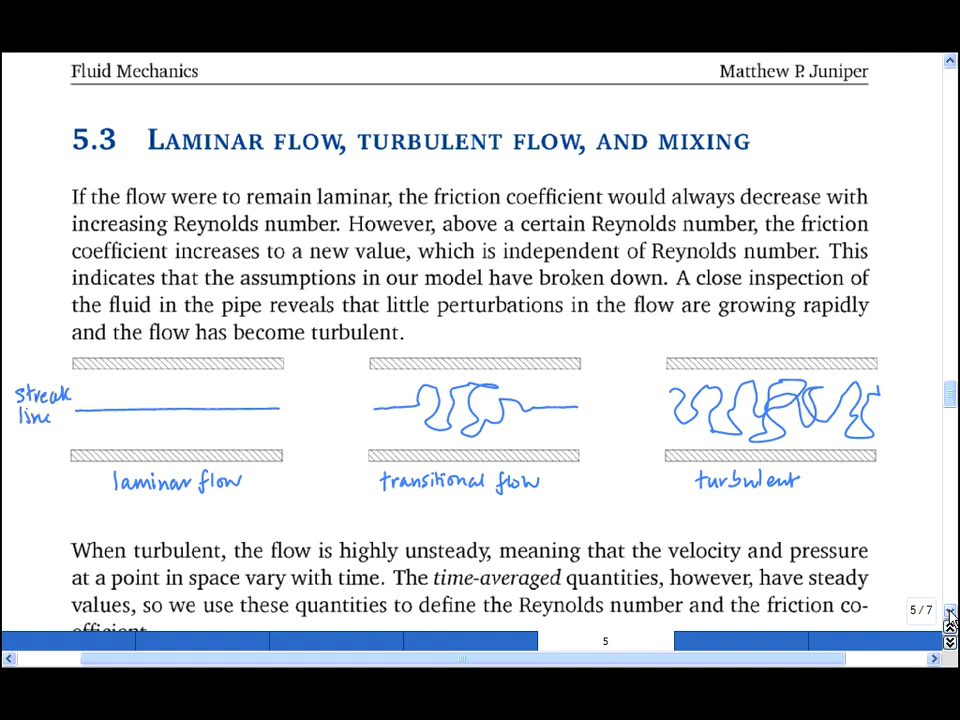 Fluid Mechanics Matthew P. Juniper
5.3 LAMINAR FLOW, TURBULENT FLOW, AND MIXING
If the flow were to remain laminar, the friction coefficient would always decrease with
increasing Reynolds number. However, above a certain Reynolds number, the friction
coefficient increases to a new value, which is independent of Reynolds number. This
indicates that the assumptions in our model have broken down. A close inspection of
the fluid in the pipe reveals that little perturbations in the flow are growing rapidly
and the flow has become turbulent.
streak
line
laminar flow transitional flow turbulent
When turbulent, the flow is highly unsteady, meaning that the velocity and pressure
at a point in space vary with time. The time-averaged quantities, however, have steady
values, so we use these quantities to define the Reynolds number and the friction co-
efficient.
5 / 7
5